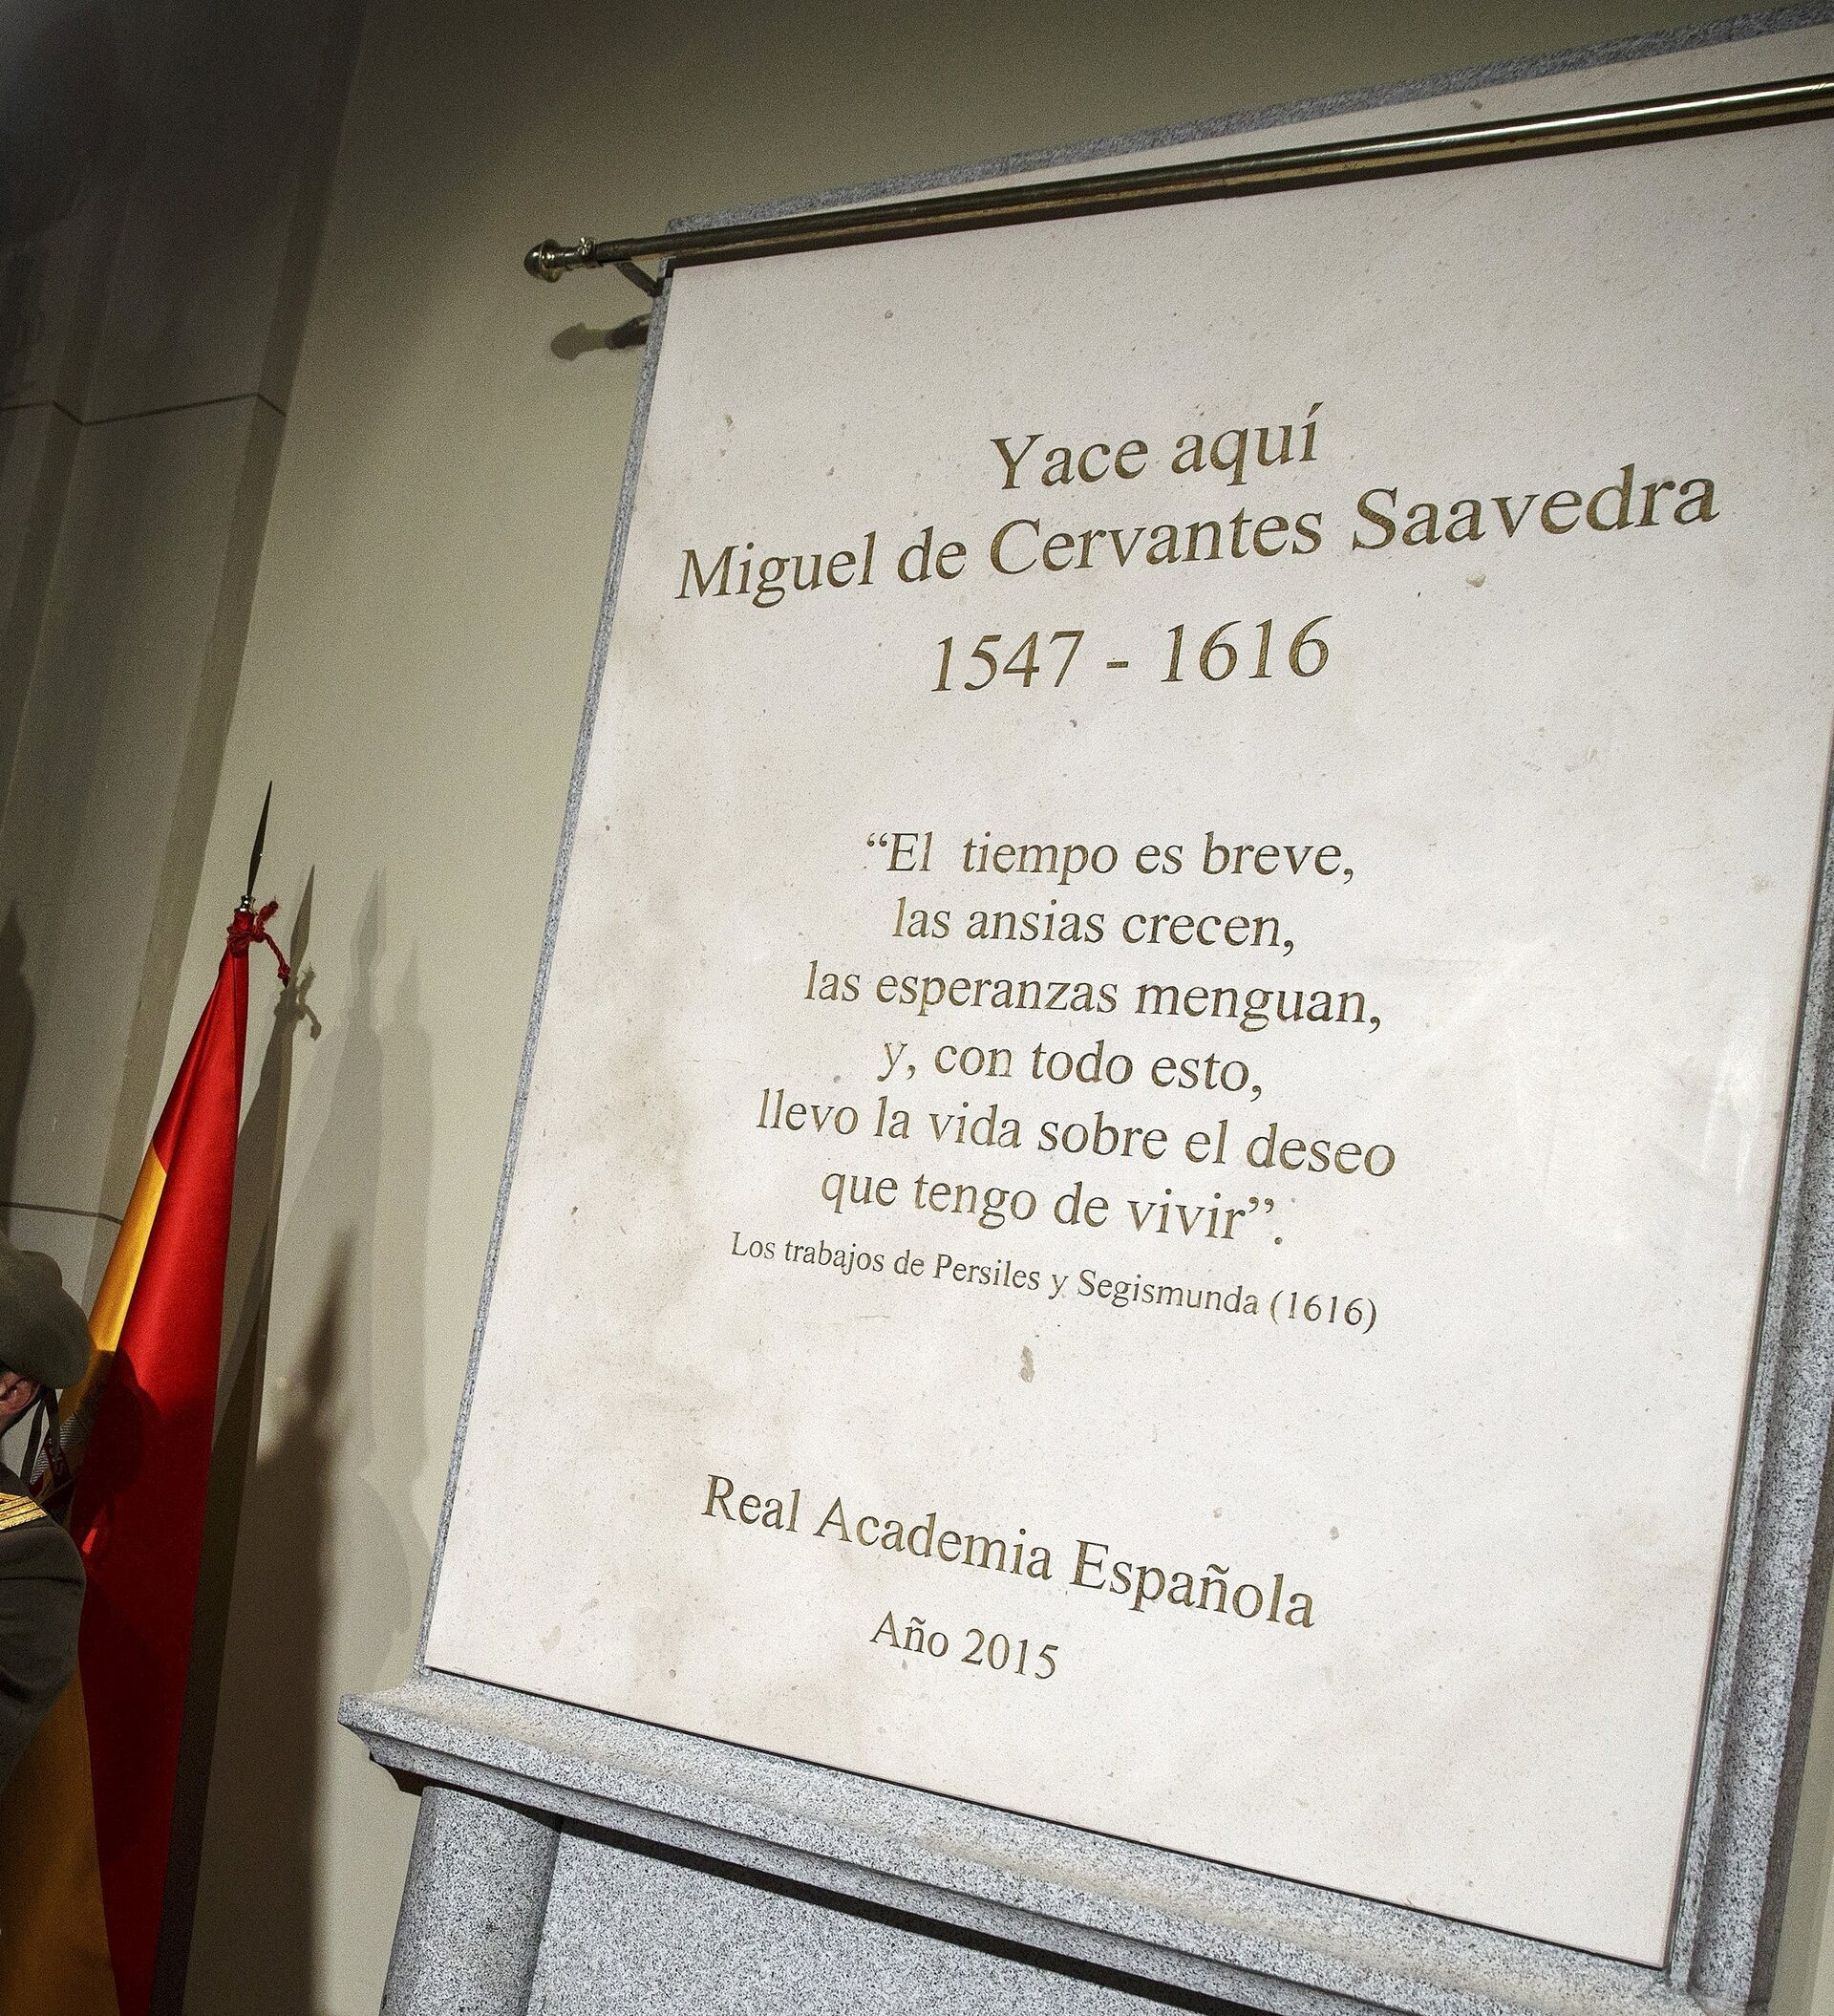 Yace aquí
Miguel de Cervantes Saavedra
1547 - 1616
“El tiempo es breve,
las ansias crecen,
las esperanzas menguan,
y, con todo esto,
llevo la vida sobre el deseo
que tengo de vivir”.
Los trabajos de Persiles y Segismunda (1616)
Real Academia Española
Año 2015